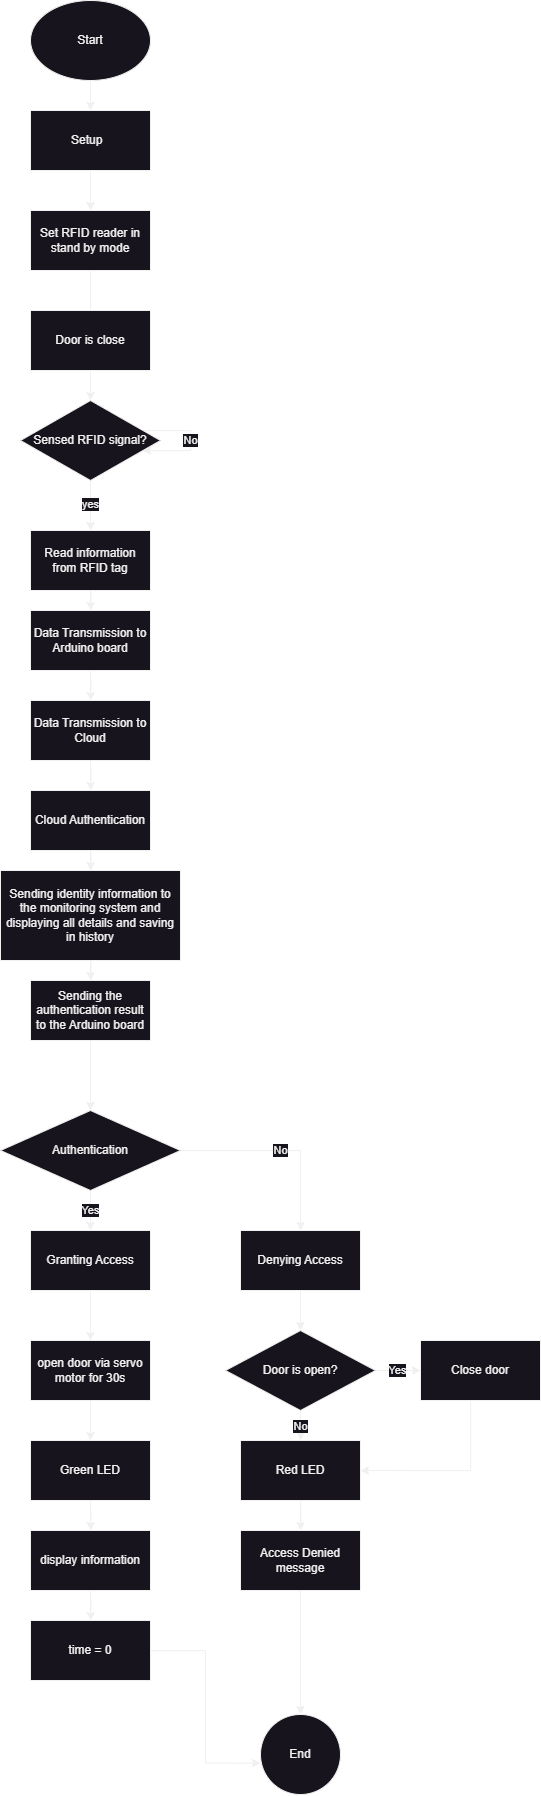 Start
Setup
Set RFID reader in
stand by mode
Door is close
Sensed RFID signal?
No
yes
Read information
from RFID tag
Data Transmission to
Arduino board
Data Transmission to
Cloud
Cloud Authentication
Sending identity information to
the monitoring system and
displaying all details and saving
in history
Sending the
authentication result
to the Arduino board
Authentication
No
Yes
Granting Access
Denying Access
open door via servo
motor for 30s
Door is open?
Yes
Close door
No
Green LED
Red LED
display information
Access Denied
message
time = 0
End